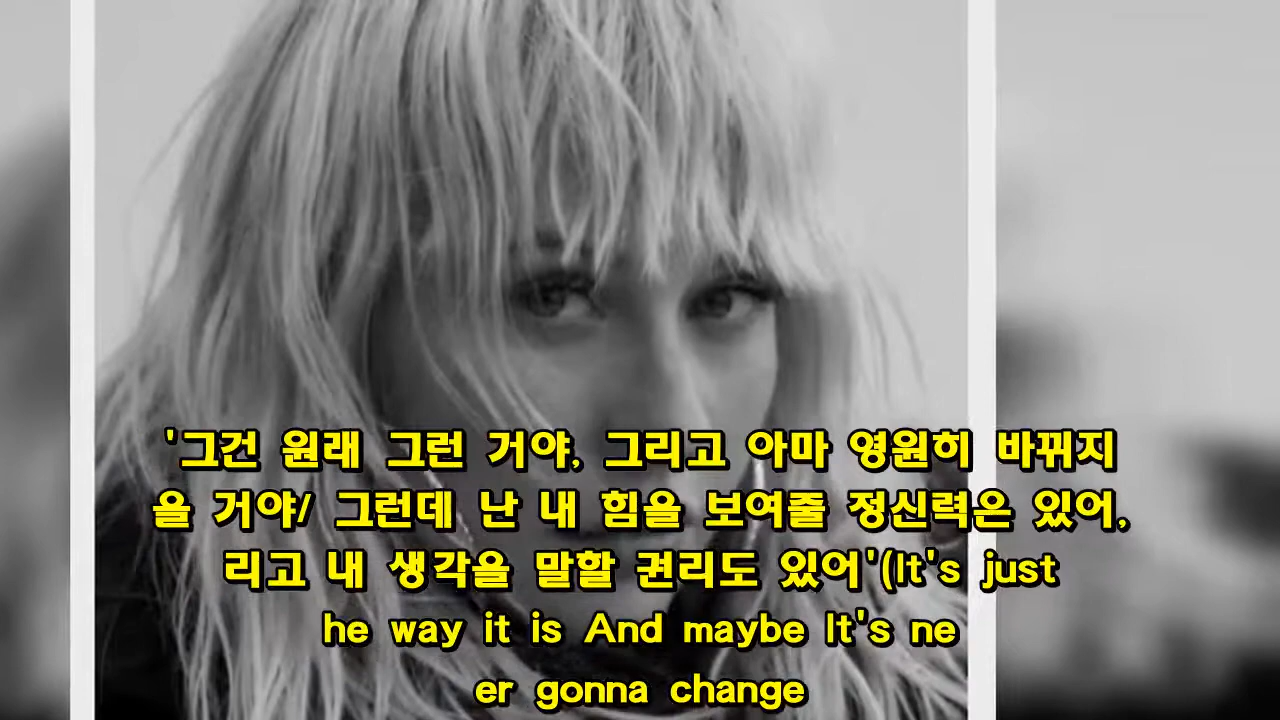 '그건 원래 그런 거야, 그리고 아마 영원히 바뀌지
을 거야/ 그런데 난 내 힘을 보여줄 정신력은 있어,
리고 내 생각을 말할 권리도 있어'(It's just
he way it is And maybe It's ne
er gonna change